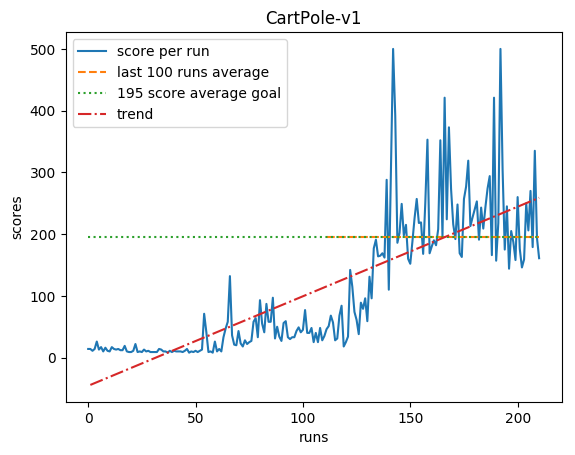 CartPole-v1
score per run
last 100 runs average
195 score average goal
trend
scores
500
400
300
200
100
0
0
50
100
150
200
runs